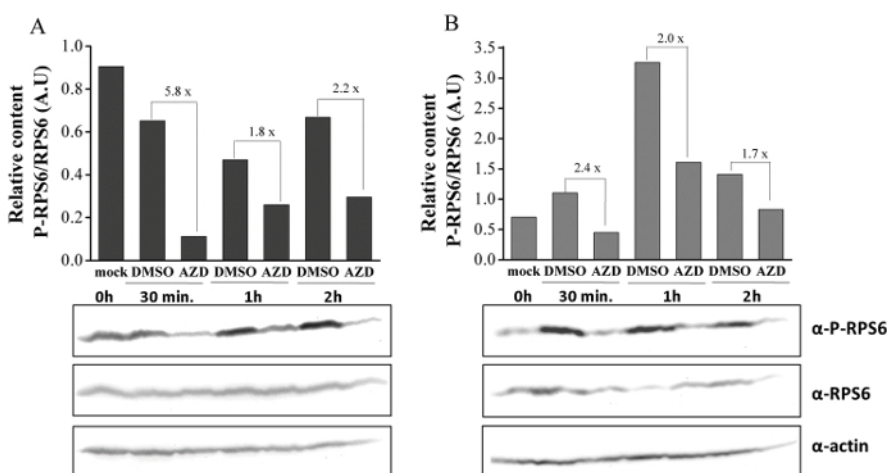 A
Relative content
P-RPS6/RPS6 (A.U)
1.0
0.8
0.6
0.4
0.2
0.0
5.8 x
1.8 x
2.2 x
mock DMSO AZD DMSO AZD DMSO AZD
0h 30 min. 1h 2h
B
Relative content
P-RPS6/RPS6 (A.U)
3.5
3.0
2.5
2.0
1.5
1.0
0.5
0.0
2.4 x
2.0 x
1.7 x
mock DMSO AZD DMSO AZD DMSO AZD
0h 30 min. 1h 2h
α-P-RPS6
α-RPS6
α-actin